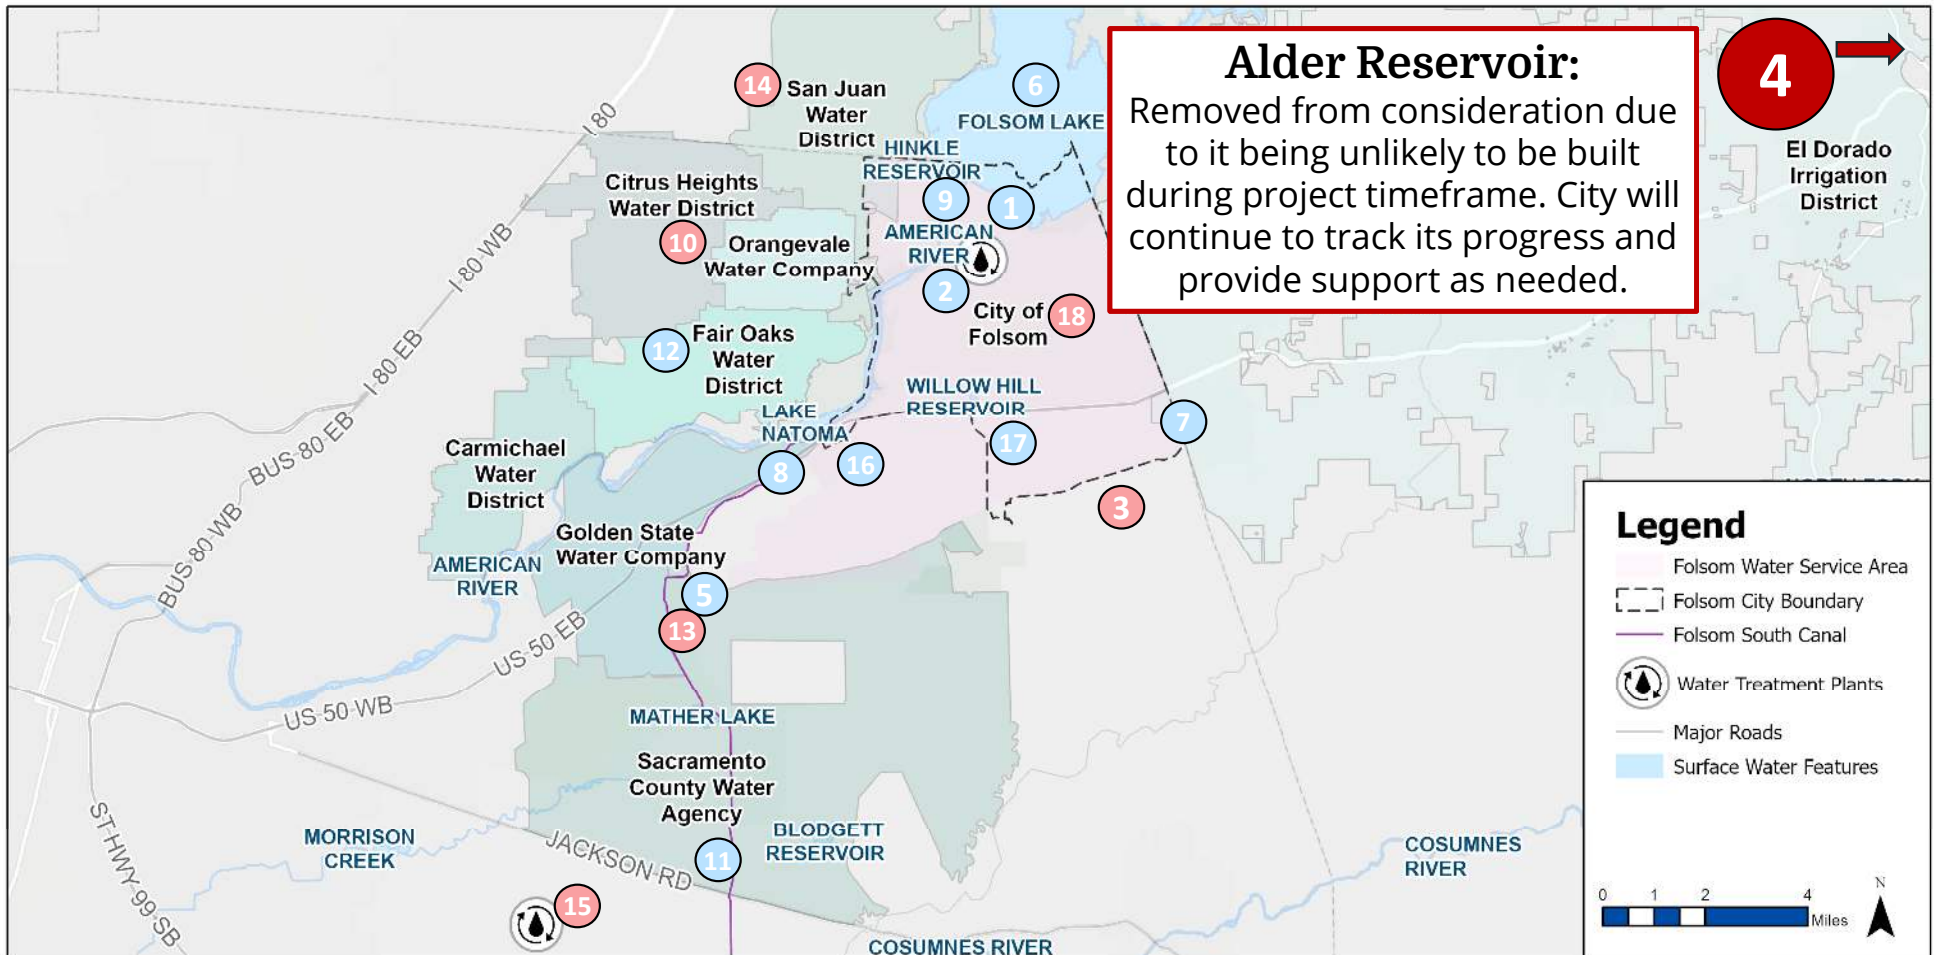 Alder Reservoir:
Removed from consideration due
to it being unlikely to be built
during project timeframe. City will
continue to track its progress and
provide support as needed.
4
El Dorado
Irrigation
District
14
San Juan
Water
District
6
FOLSOM LAKE
I 80
HINKLE
RESERVOIR
Citrus Heights
Water District
9
1
10
Orangevale
Water Company
AMERICAN
RIVER
I 80 WB
2
City of
Folsom
18
12
Fair Oaks
Water
District
I 80 EB
WILLOW HILL
RESERVOIR
LAKE
NATOMA
7
17
16
8
BUS 80 EB
Carmichael
Water
District
3
BUS 80 WB
Golden State
Water Company
AMERICAN
RIVER
5
13
US 50 EB
US 50 WB
MATHER LAKE
Sacramento
County Water
Agency
ST HWY 99 SB
MORRISON
CREEK
JACKSON RD
11
BLODGETT
RESERVOIR
15
COSUMNES RIVER
COSUMNES
RIVER
Legend
Folsom Water Service Area
Folsom City Boundary
Folsom South Canal
Water Treatment Plants
Major Roads
Surface Water Features
0 1 2 4
Miles
N